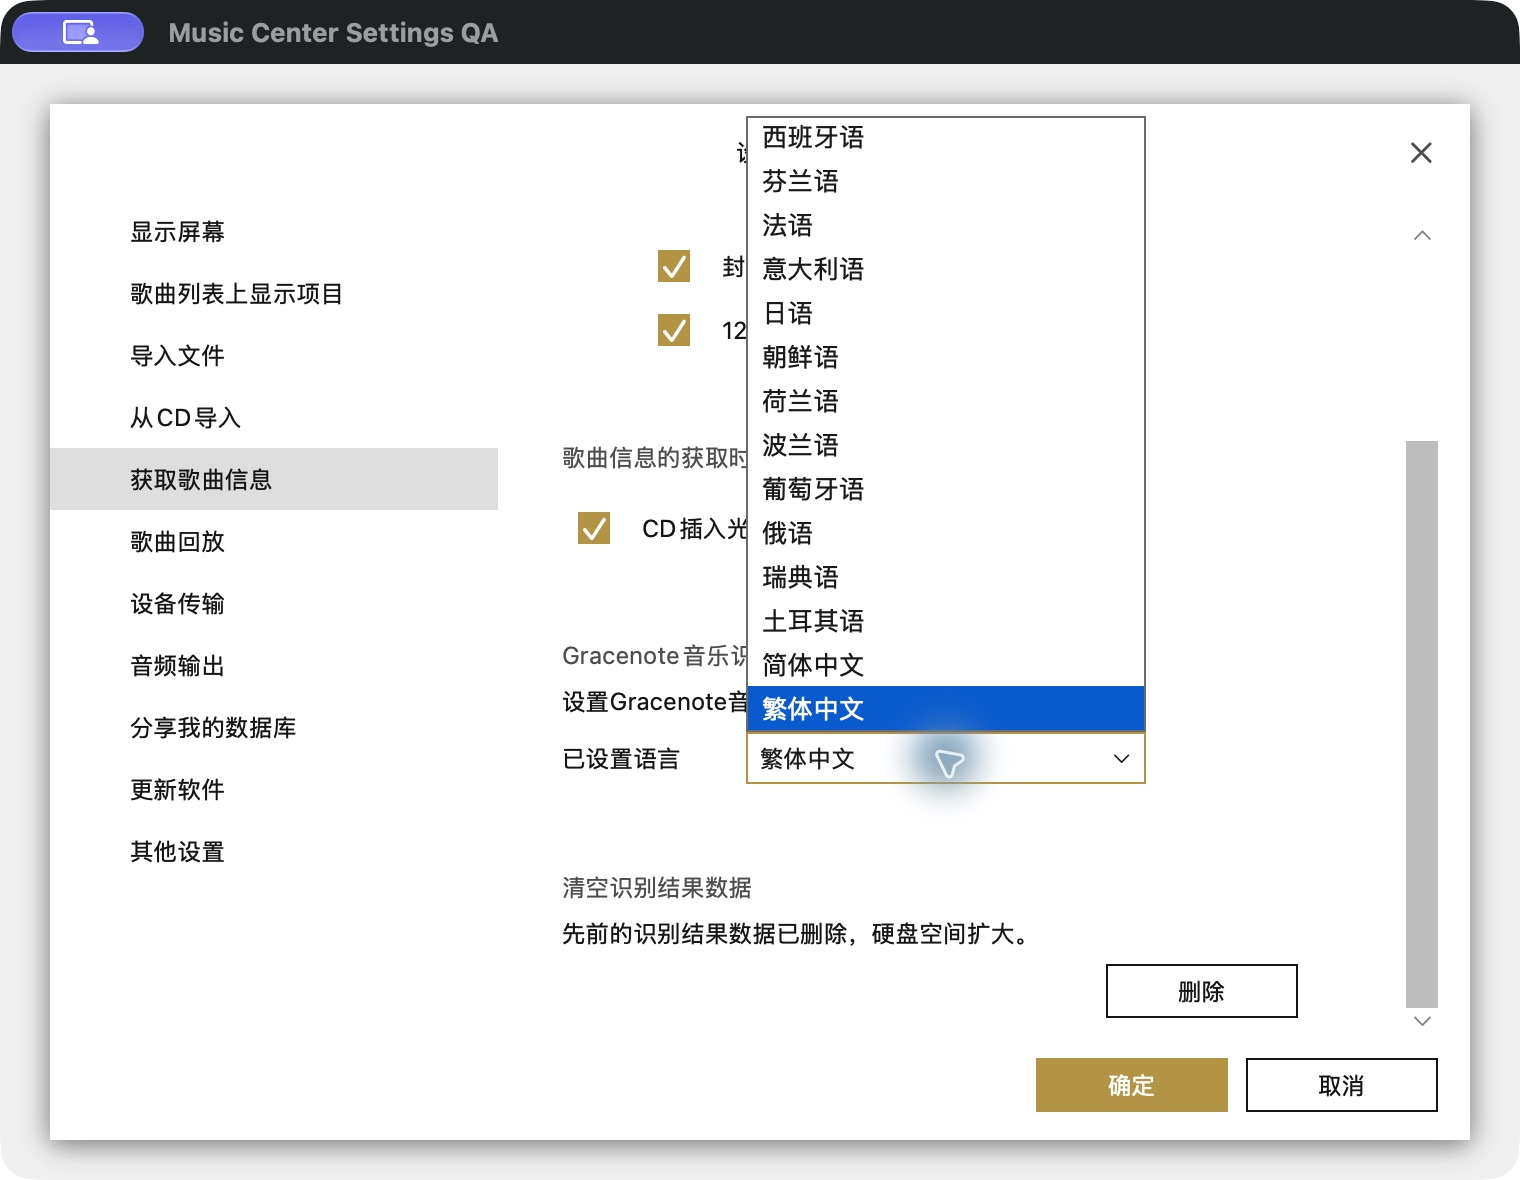 Music Center Settings QA
显示屏幕
歌曲列表上显示项目
导入文件
从CD导入
获取歌曲信息
歌曲回放
设备传输
音频输出
分享我的数据库
更新软件
其他设置
封
12
歌曲信息的获取时
CD插入光
Gracenote音乐识
设置Gracenote音
已设置语言
西班牙语
芬兰语
法语
意大利语
日语
朝鲜语
荷兰语
波兰语
葡萄牙语
俄语
瑞典语
土耳其语
简体中文
繁体中文
繁体中文
清空识别结果数据
先前的识别结果数据已删除，硬盘空间扩大。
删除
确定
取消